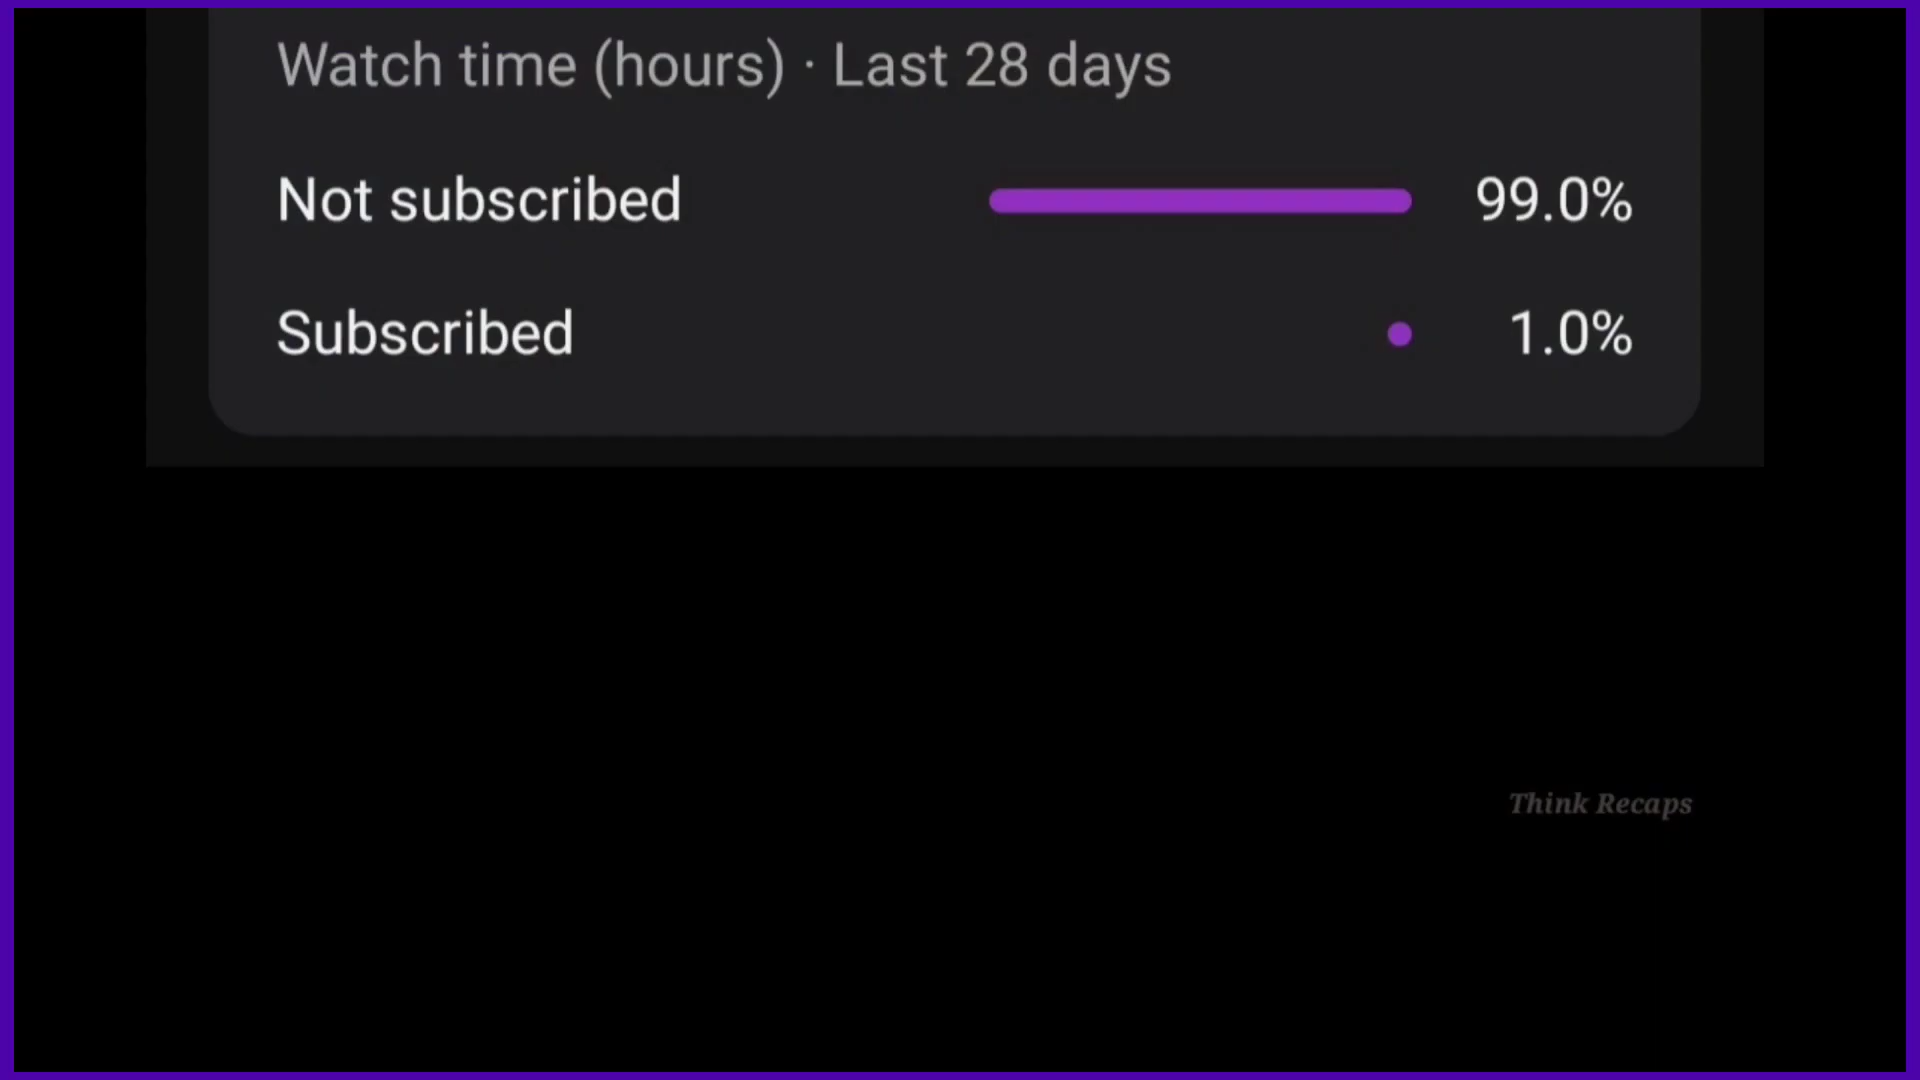 Watch time (hours) · Last 28 days
Not subscribed 99.0%
Subscribed 1.0%
Think Recaps